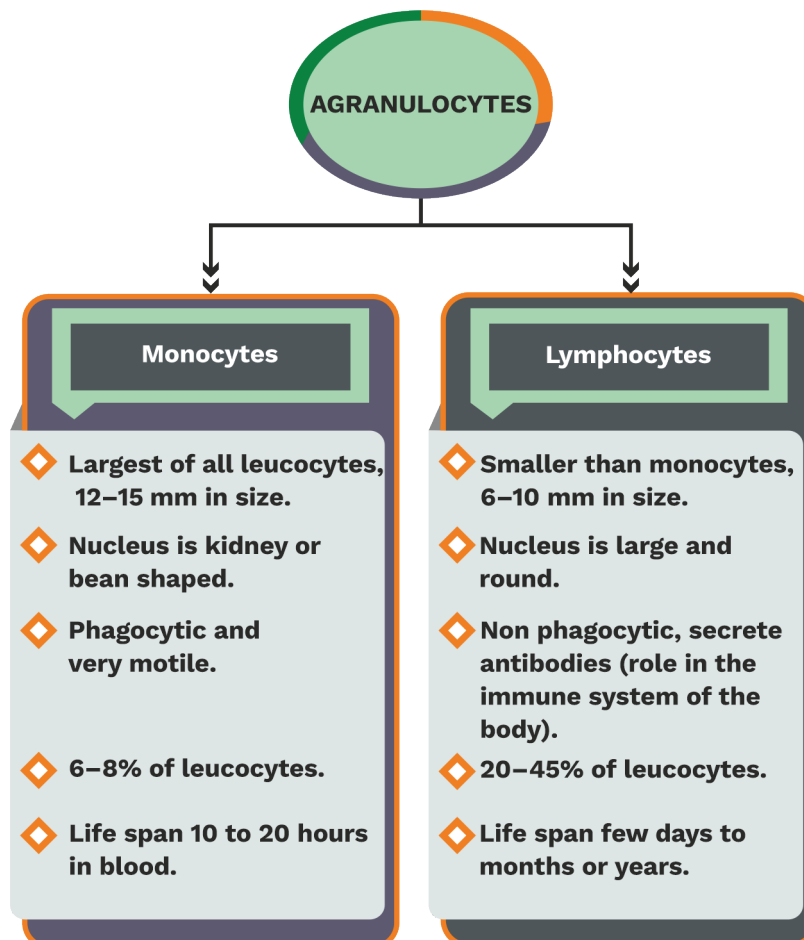 AGRANULOCYTES
Monocytes
Largest of all leucocytes,
12–15 mm in size.
Nucleus is kidney or
bean shaped.
Phagocytic and
very motile.
6–8% of leucocytes.
Life span 10 to 20 hours
in blood.
Lymphocytes
Smaller than monocytes,
6–10 mm in size.
Nucleus is large and
round.
Non phagocytic, secrete
antibodies (role in the
immune system of the
body).
20–45% of leucocytes.
Life span few days to
months or years.